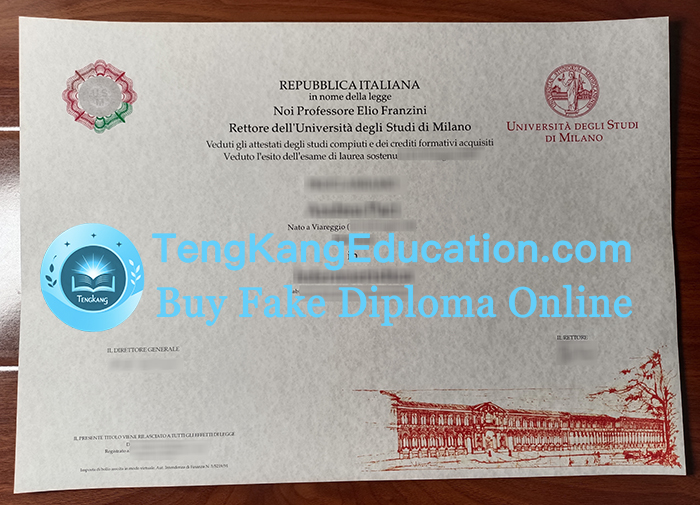 REPUBBLICA ITALIANA
in nome della legge
Noi Professore Elio Franzini
Rettore dell'Università degli Studi di Milano
Veduti gli attestati degli studi compiuti e dei crediti formativi acquisiti
Veduto l'esito dell'esame di laurea sostenu
UNIVERSITÀ DEGLI STUDI
DI MILANO
Nato a Viareggio (
TengKangEducation.com
in
TENGKANG
Buy Fake Diploma Online
IL DIRETTORE GENERALE
IL RETTORE
IL PRESENTE TITOLO VIENE RILASCIATO A TUTTI GLI EFFETTI DI LEGGE
Registrato a